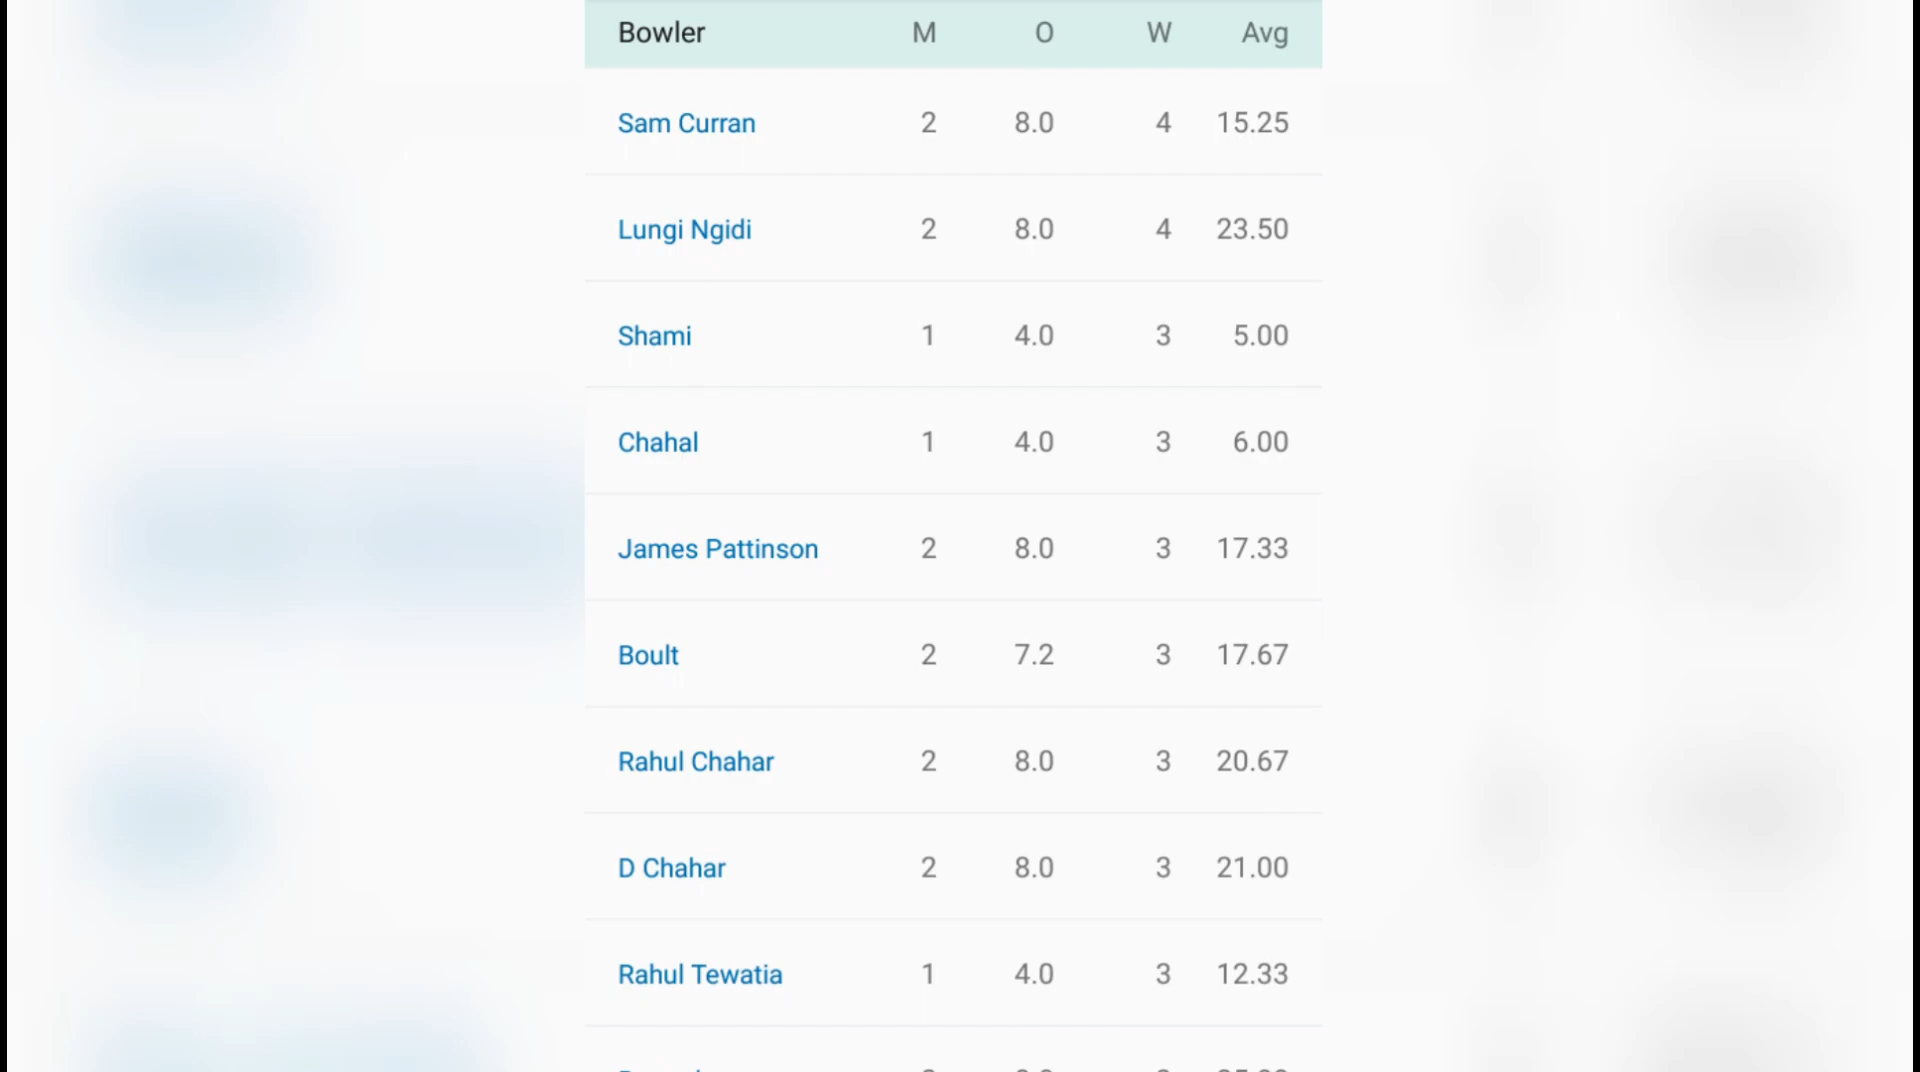 Bowler M O W Avg
Sam Curran 2 8.0 4 15.25
Lungi Ngidi 2 8.0 4 23.50
Shami 1 4.0 3 5.00
Chahal 1 4.0 3 6.00
James Pattinson 2 8.0 3 17.33
Boult 2 7.2 3 17.67
Rahul Chahar 2 8.0 3 20.67
D Chahar 2 8.0 3 21.00
Rahul Tewatia 1 4.0 3 12.33